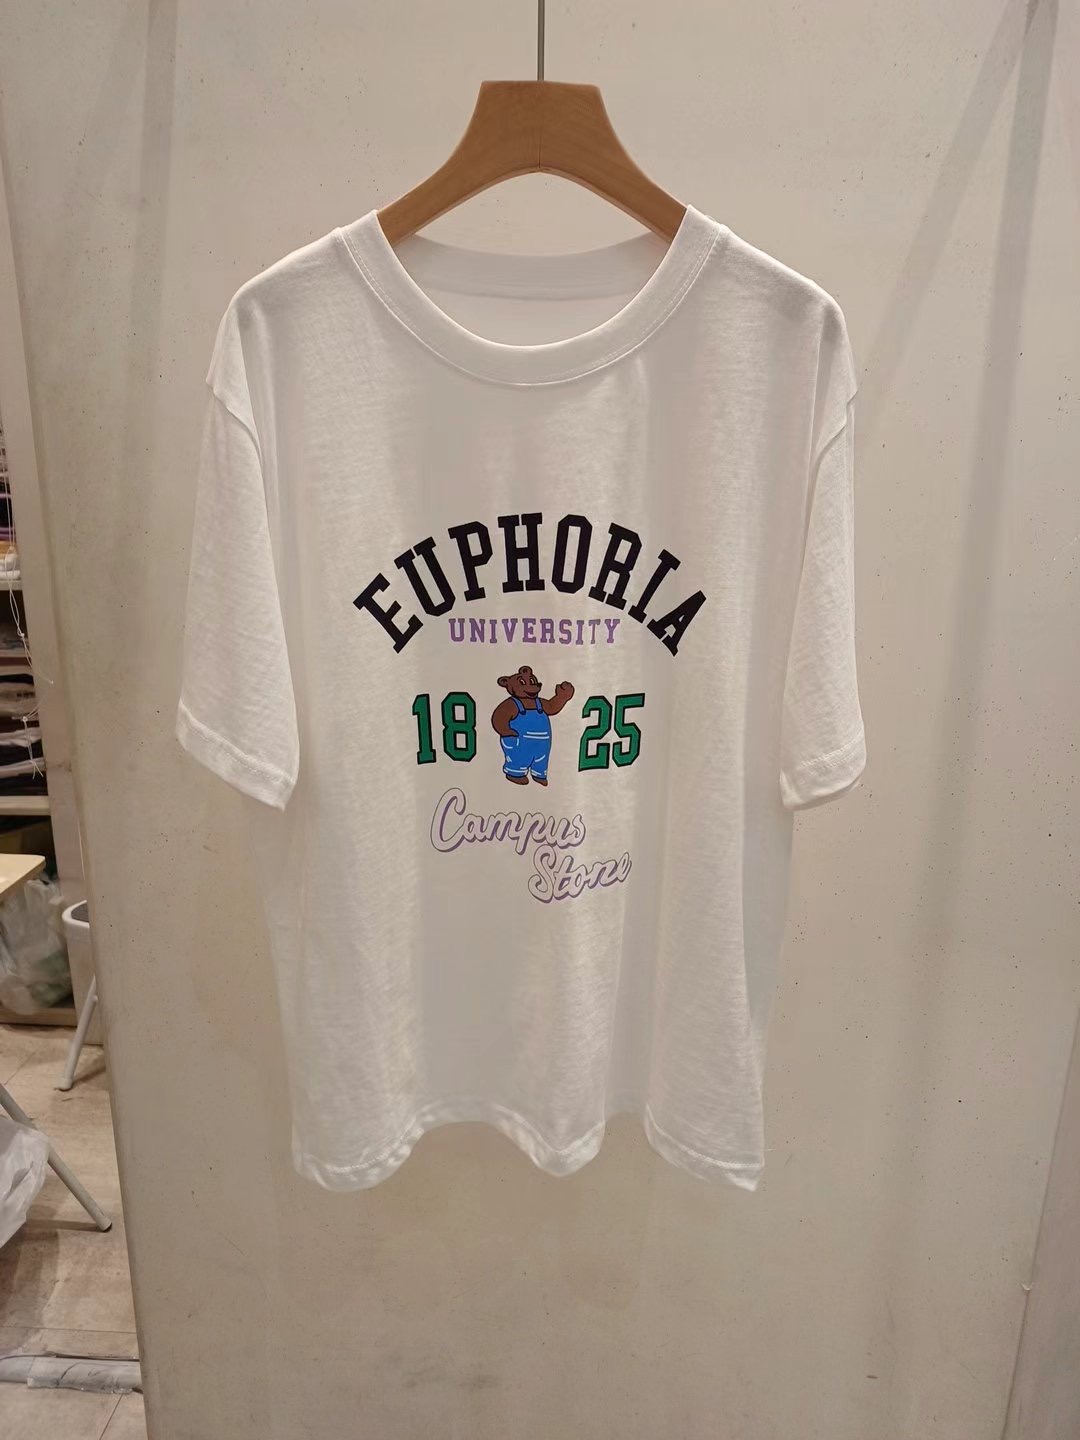 EUPHORIA
UNIVERSITY
18 25
Campus
Store